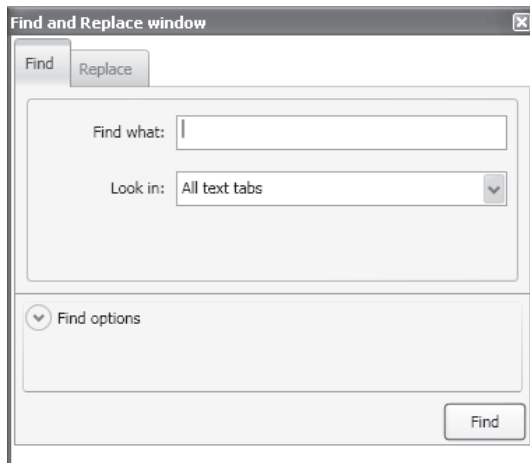 Find and Replace window
Find
Replace
Find what:
Look in: All text tabs
Find options
Find